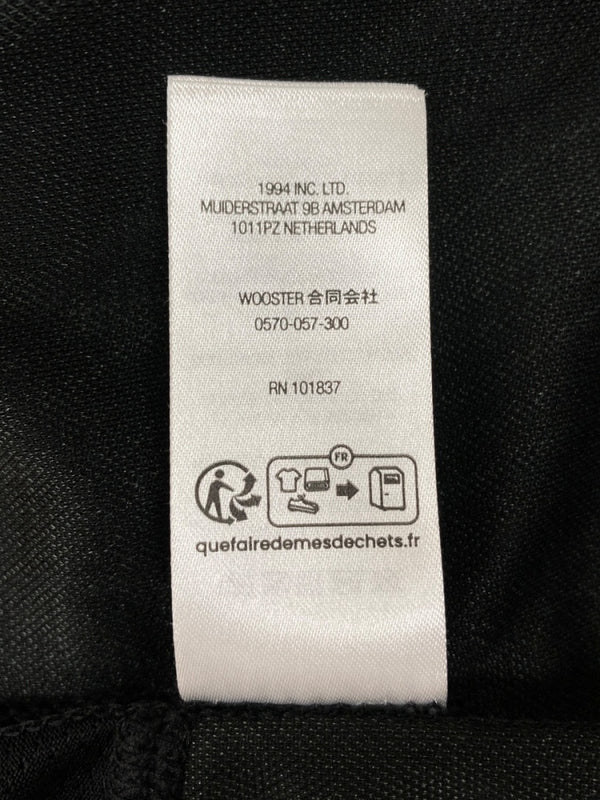 1994 INC. LTD.
MUIDERSTRAAT 9B AMSTERDAM
1011PZ NETHERLANDS
WOOSTER 合同会社
0570-057-300
RN 101837
FR
quefairedemesdechets.fr